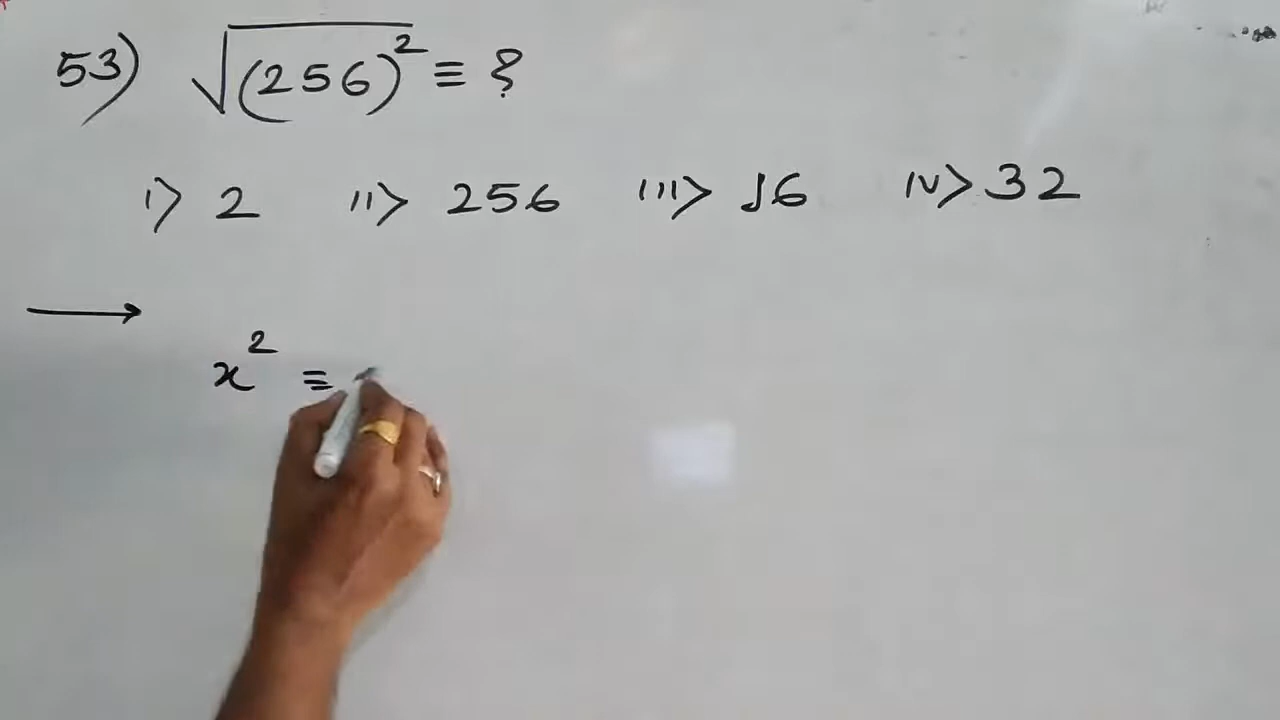 53) √(256)² ≡ ?
i> 2 ii> 256 iii> 16 iv> 32
→
x² ≡